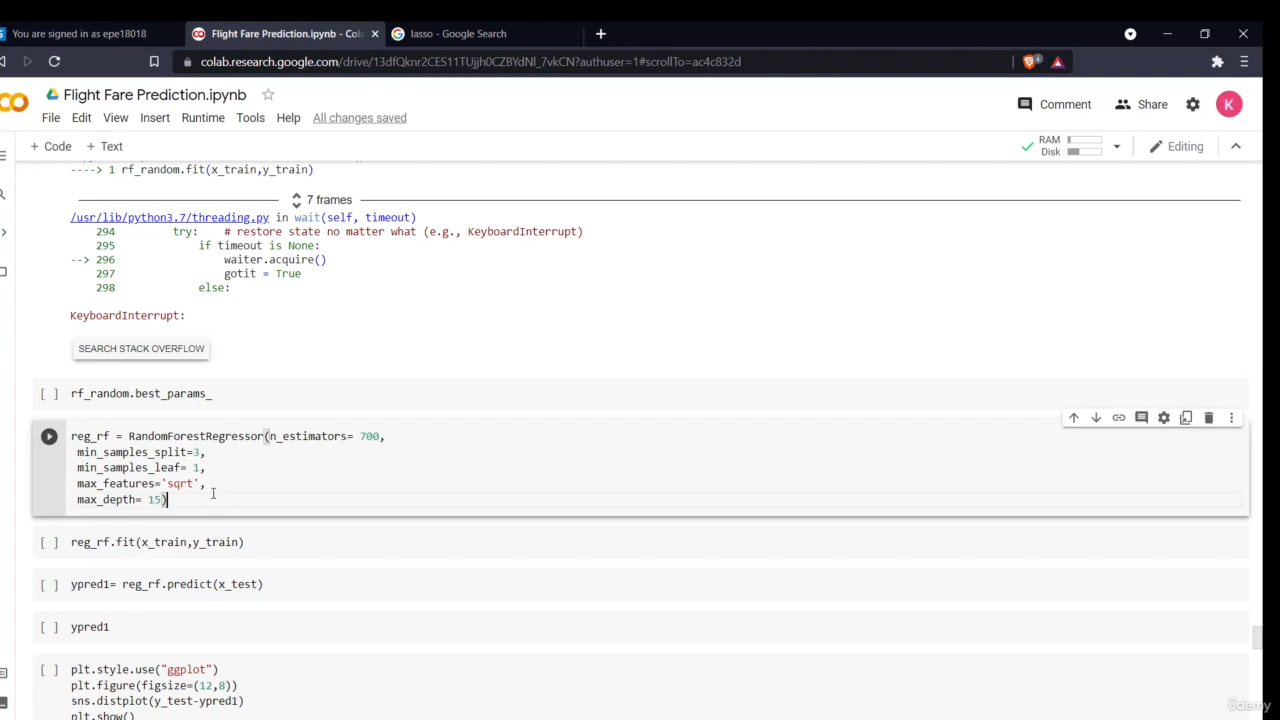 You are signed in as epe18018
Flight Fare Prediction.ipynb - Col
lasso - Google Search
colab.research.google.com/drive/13dfQknr2CES11TUjjh0CZBYdNl_7vkCN?authuser=1#scrollTo=ac4c832d
Flight Fare Prediction.ipynb
Comment
Share
K
File Edit View Insert Runtime Tools Help All changes saved
+ Code + Text
RAM
Disk
Editing
----> 1 rf_random.fit(x_train,y_train)
7 frames
/usr/lib/python3.7/threading.py in wait(self, timeout)
294 try: # restore state no matter what (e.g., KeyboardInterrupt)
295 if timeout is None:
--> 296 waiter.acquire()
297 gotit = True
298 else:
KeyboardInterrupt:
SEARCH STACK OVERFLOW
[ ] rf_random.best_params_
reg_rf = RandomForestRegressor(n_estimators= 700,
min_samples_split=3,
min_samples_leaf= 1,
max_features='sqrt',
max_depth= 15)
[ ] reg_rf.fit(x_train,y_train)
[ ] ypred1= reg_rf.predict(x_test)
[ ] ypred1
[ ] plt.style.use("ggplot")
plt.figure(figsize=(12,8))
sns.distplot(y_test-ypred1)
plt.show()
ûdemy